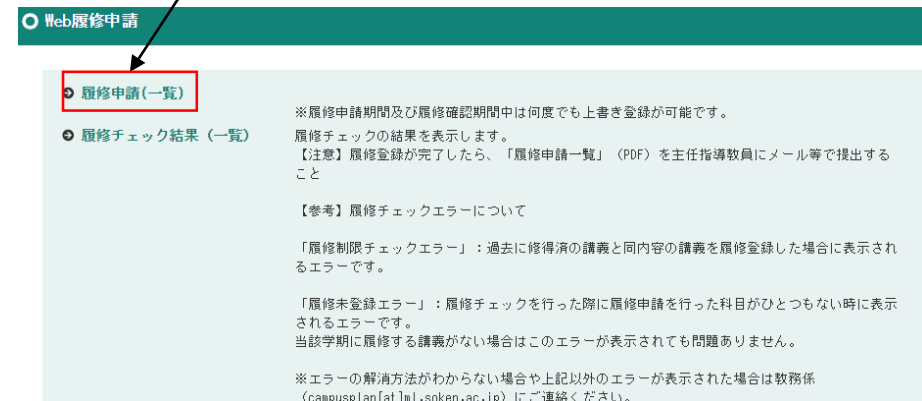 Web履修申請
履修申請(一覧)
※履修申請期間及び履修確認期間中は何度でも上書き登録が可能です。
履修チェック結果（一覧）
履修チェックの結果を表示します。
【注意】履修登録が完了したら、「履修申請一覧」（PDF）を主任指導教員にメール等で提出する
こと
【参考】履修チェックエラーについて
「履修制限チェックエラー」：過去に修得済の講義と同内容の講義を履修登録した場合に表示され
るエラーです。
「履修未登録エラー」：履修チェックを行った際に履修申請を行った科目がひとつもない時に表示
されるエラーです。
当該学期に履修する講義がない場合はこのエラーが表示されても問題ありません。
※エラーの解消方法がわからない場合や上記以外のエラーが表示された場合は教務係
（campusplan[at]ml.soken.ac.jp）にご連絡ください。